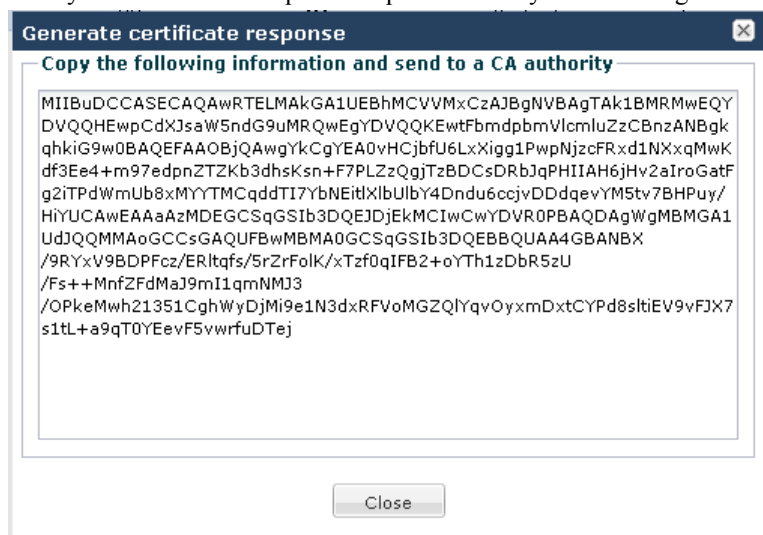 Generate certificate response
Copy the following information and send to a CA authority
MIIBuDCCASECAQAwRTELMAkGA1UEBhMCVVMxCzAJBgNVBAgTAk1BMRMwEQY
DVQQHEwpCdXJsaW5ndG9uMRQwEgYDVQQKEwtFbmdpbmVlcmluZzCBnzANBgk
qhkiG9w0BAQEFAAOBjQAwgYkCgYEA0vHCjbfU6LxXigg1PwpNjzcFRxd1NXxqMwK
df3Ee4+m97edpnZTZKb3dhsKsn+F7PLZzQgjTzBDCsDRbJqPHIIAH6jHv2aIroGatF
g2iTPdWmUb8xMYYTMCqddTI7YbNEitlXlbUlbY4Dndu6ccjvDDdqevYM5tv7BHPuy/
HiYUCAwEAAaAzMDEGCSqGSIb3DQEJDjEkMCIwCwYDVR0PBAQDAgWgMBMGA1
UdJQQMMAoGCCsGAQUFBwMBMA0GCSqGSIb3DQEBBQUAA4GBANBX
/9RYxV9BDPFcz/ERltqfs/5rZrFolK/xTzf0qIFB2+oYTh1zDbR5zU
/Fs++MnfZFdMaJ9mI1qmNMJ3
/OPkeMwh21351CghWyDjMi9e1N3dxRFVoMGZQlYqvOyxmDxtCYPd8sltiEV9vFJX7
s1tL+a9qT0YEevF5vwrfuDTej
Close